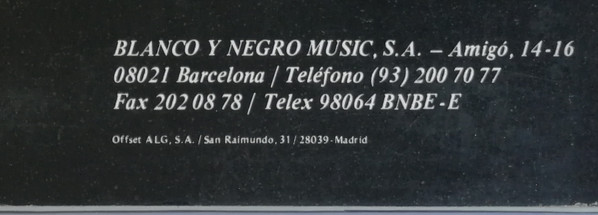 BLANCO Y NEGRO MUSIC, S.A. – Amigó, 14-16
08021 Barcelona / Teléfono (93) 200 70 77
Fax 202 08 78 / Telex 98064 BNBE-E
Offset ALG, S.A. / San Raimundo, 31 / 28039-Madrid